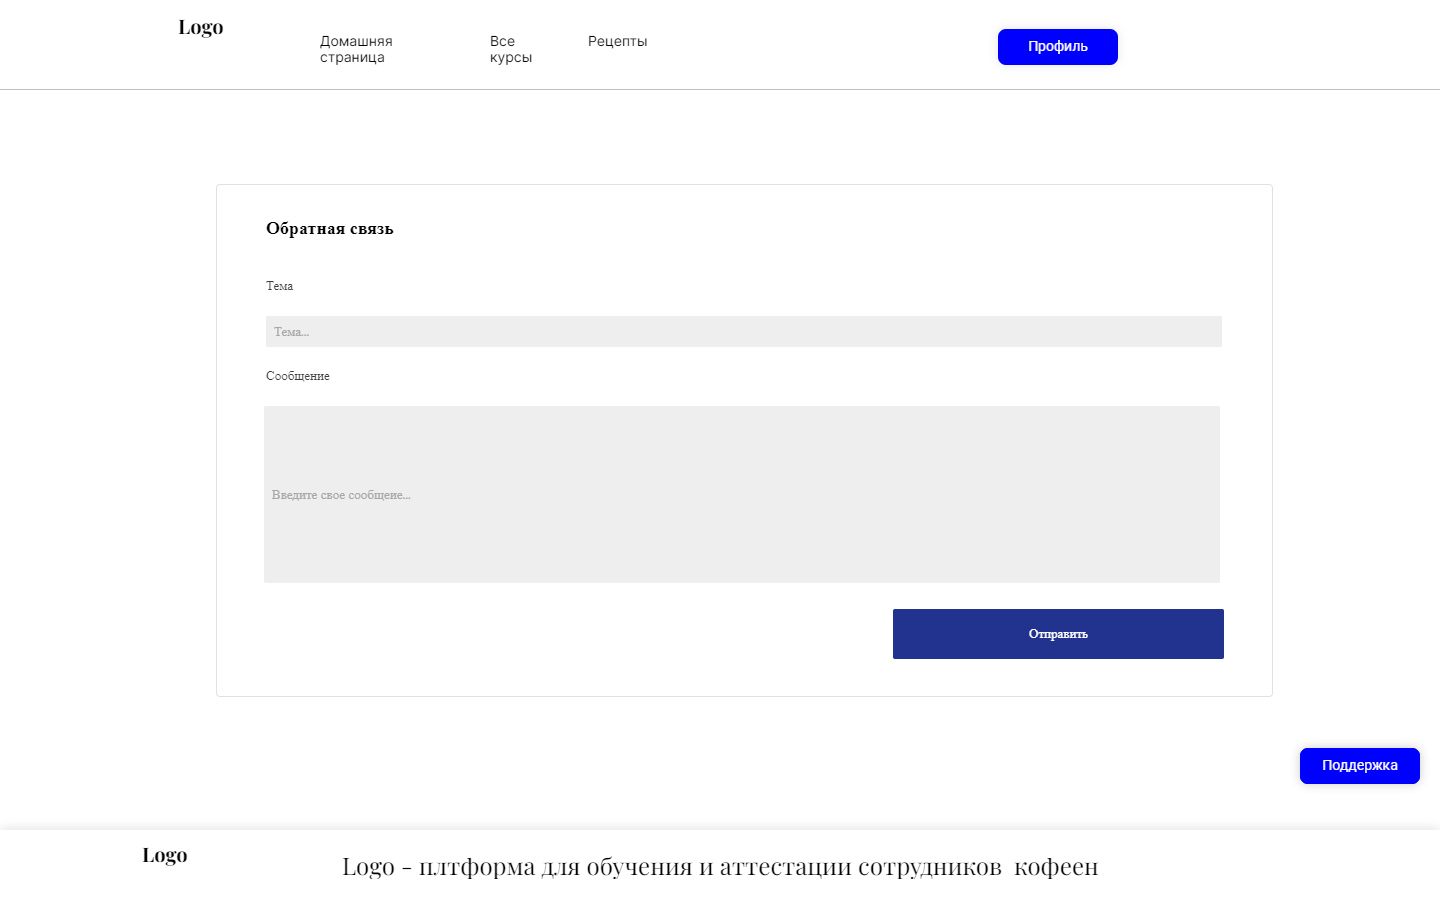 Logo
Домашняя
страница
Все
курсы
Рецепты
Профиль
Обратная связь
Тема
Тема...
Сообщение
Введите свое сообщеие...
Отправить
Поддержка
Logo
Logo - плтформа для обучения и аттестации сотрудников  кофеен